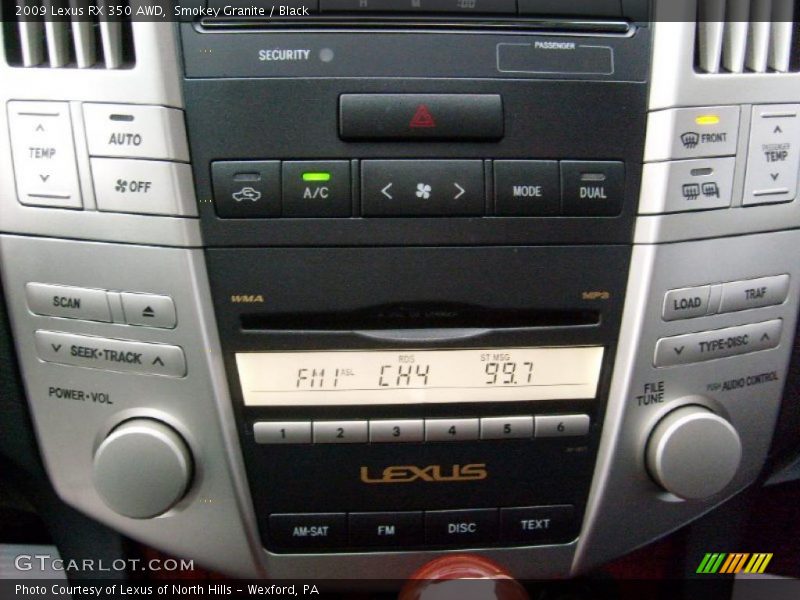 2009 Lexus RX 350 AWD, Smokey Granite / Black
SECURITY
PASSENGER
TEMP
AUTO
OFF
A/C
MODE
DUAL
FRONT
PASSENGER
TEMP
WMA
MP3
SCAN
LOAD
TRAF
SEEK•TRACK
TYPE•DISC
RDS
ST MSG
FM1 ASL CH4 99.7
POWER•VOL
FILE
TUNE
PUSH AUDIO CONTROL
1 2 3 4 5 6
LEXUS
AM•SAT
FM
DISC
TEXT
GTCARLOT.COM
Photo Courtesy of Lexus of North Hills - Wexford, PA